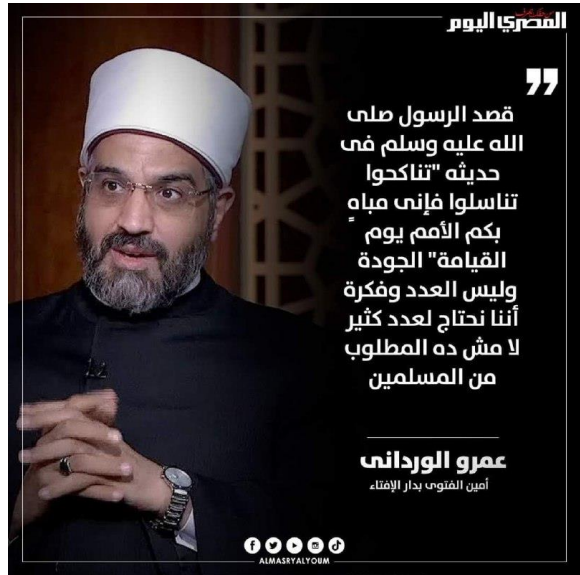 المصري اليوم
قصد الرسول صلى
الله عليه وسلم فى
حديثه "تناكحوا
تناسلوا فإنى مباهٍ
بكم الأمم يوم
القيامة" الجودة
وليس العدد وفكرة
أننا نحتاج لعدد كثير
لا مش ده المطلوب
من المسلمين
عمرو الوردانى
أمين الفتوى بدار الإفتاء
ALMASRYALYOUM